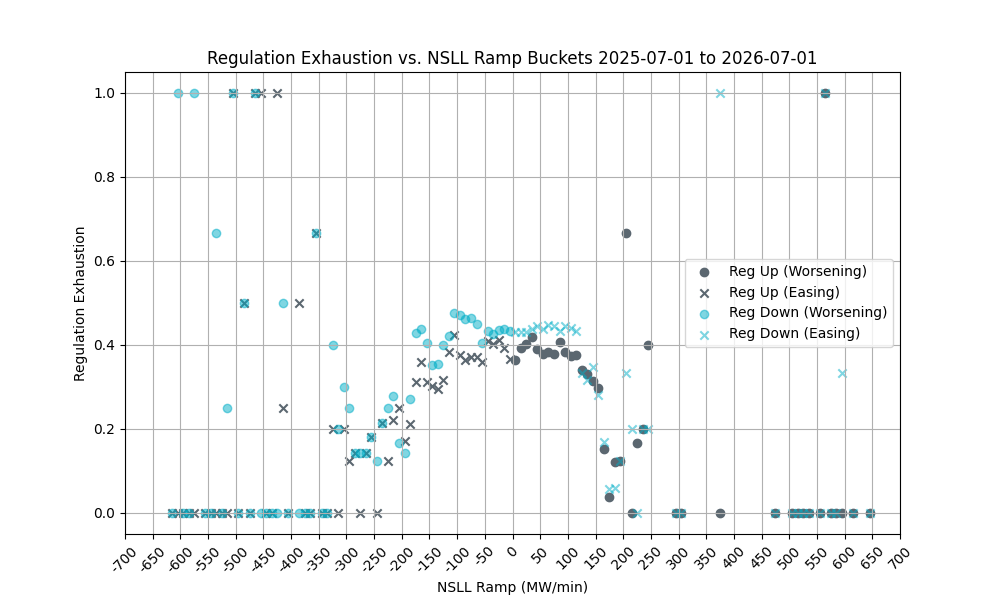 Regulation Exhaustion vs. NSLL Ramp Buckets 2025-07-01 to 2026-07-01
Regulation Exhaustion
1.0
0.8
0.6
0.4
0.2
0.0
Reg Up (Worsening)
Reg Up (Easing)
Reg Down (Worsening)
Reg Down (Easing)
-700 -650 -600 -550 -500 -450 -400 -350 -300 -250 -200 -150 -100 -50 0 50 100 150 200 250 300 350 400 450 500 550 600 650 700
NSLL Ramp (MW/min)